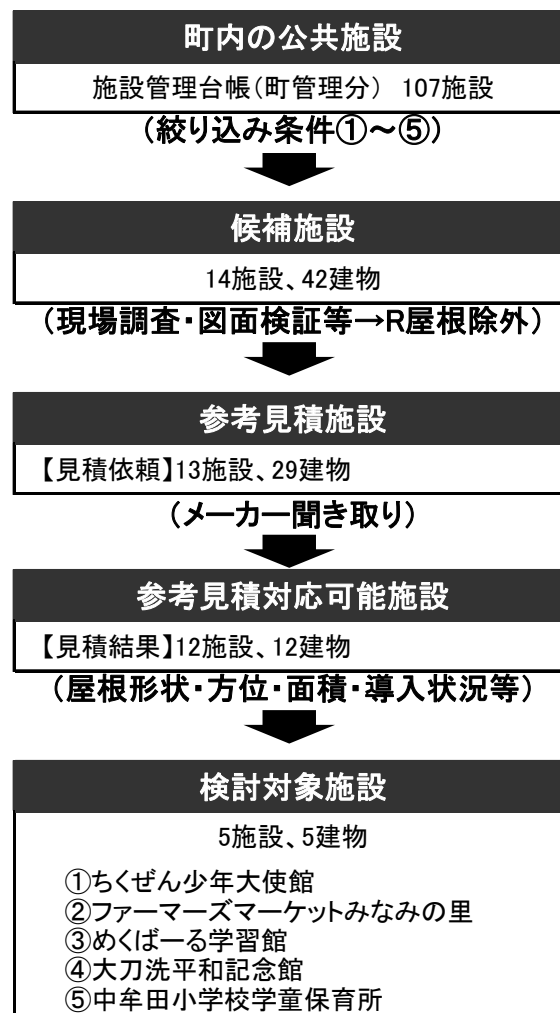 町内の公共施設
施設管理台帳（町管理分） 107施設
（絞り込み条件①～⑤）
候補施設
14施設、42建物
（現場調査・図面検証等→R屋根除外）
参考見積施設
【見積依頼】13施設、29建物
（メーカー聞き取り）
参考見積対応可能施設
【見積結果】12施設、12建物
（屋根形状・方位・面積・導入状況等）
検討対象施設
5施設、5建物
①ちくぜん少年大使館
②ファーマーズマーケットみなみの里
③めくばーる学習館
④大刀洗平和記念館
⑤中牟田小学校学童保育所